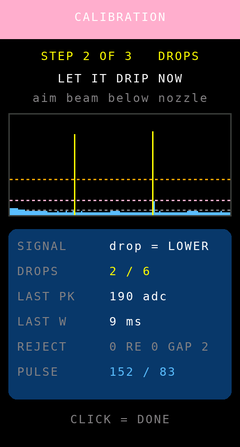 CALIBRATION
STEP 2 OF 3 DROPS
LET IT DRIP NOW
aim beam below nozzle
SIGNAL drop = LOWER
DROPS 2 / 6
LAST PK 190 adc
LAST W 9 ms
REJECT 0 RE 0 GAP 2
PULSE 152 / 83
CLICK = DONE